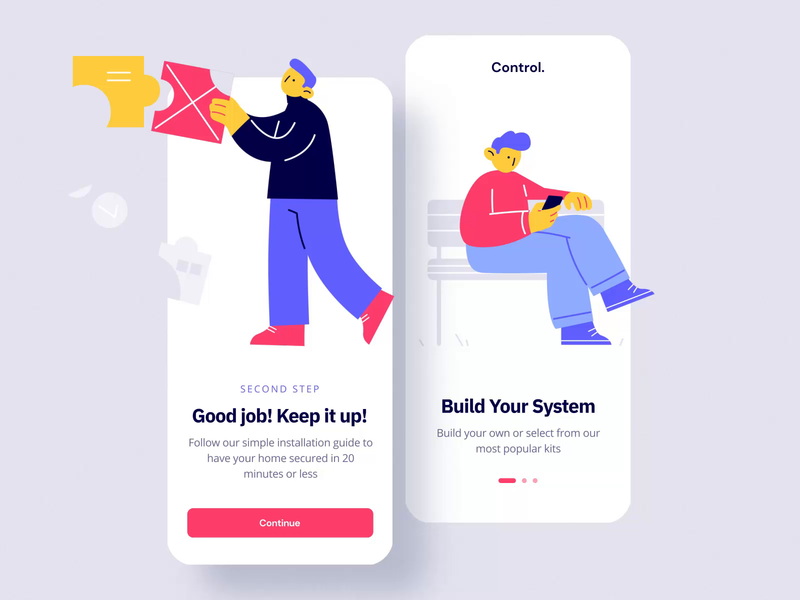 Control.
SECOND STEP
Good job! Keep it up!
Follow our simple installation guide to
have your home secured in 20
minutes or less
Continue
Build Your System
Build your own or select from our
most popular kits